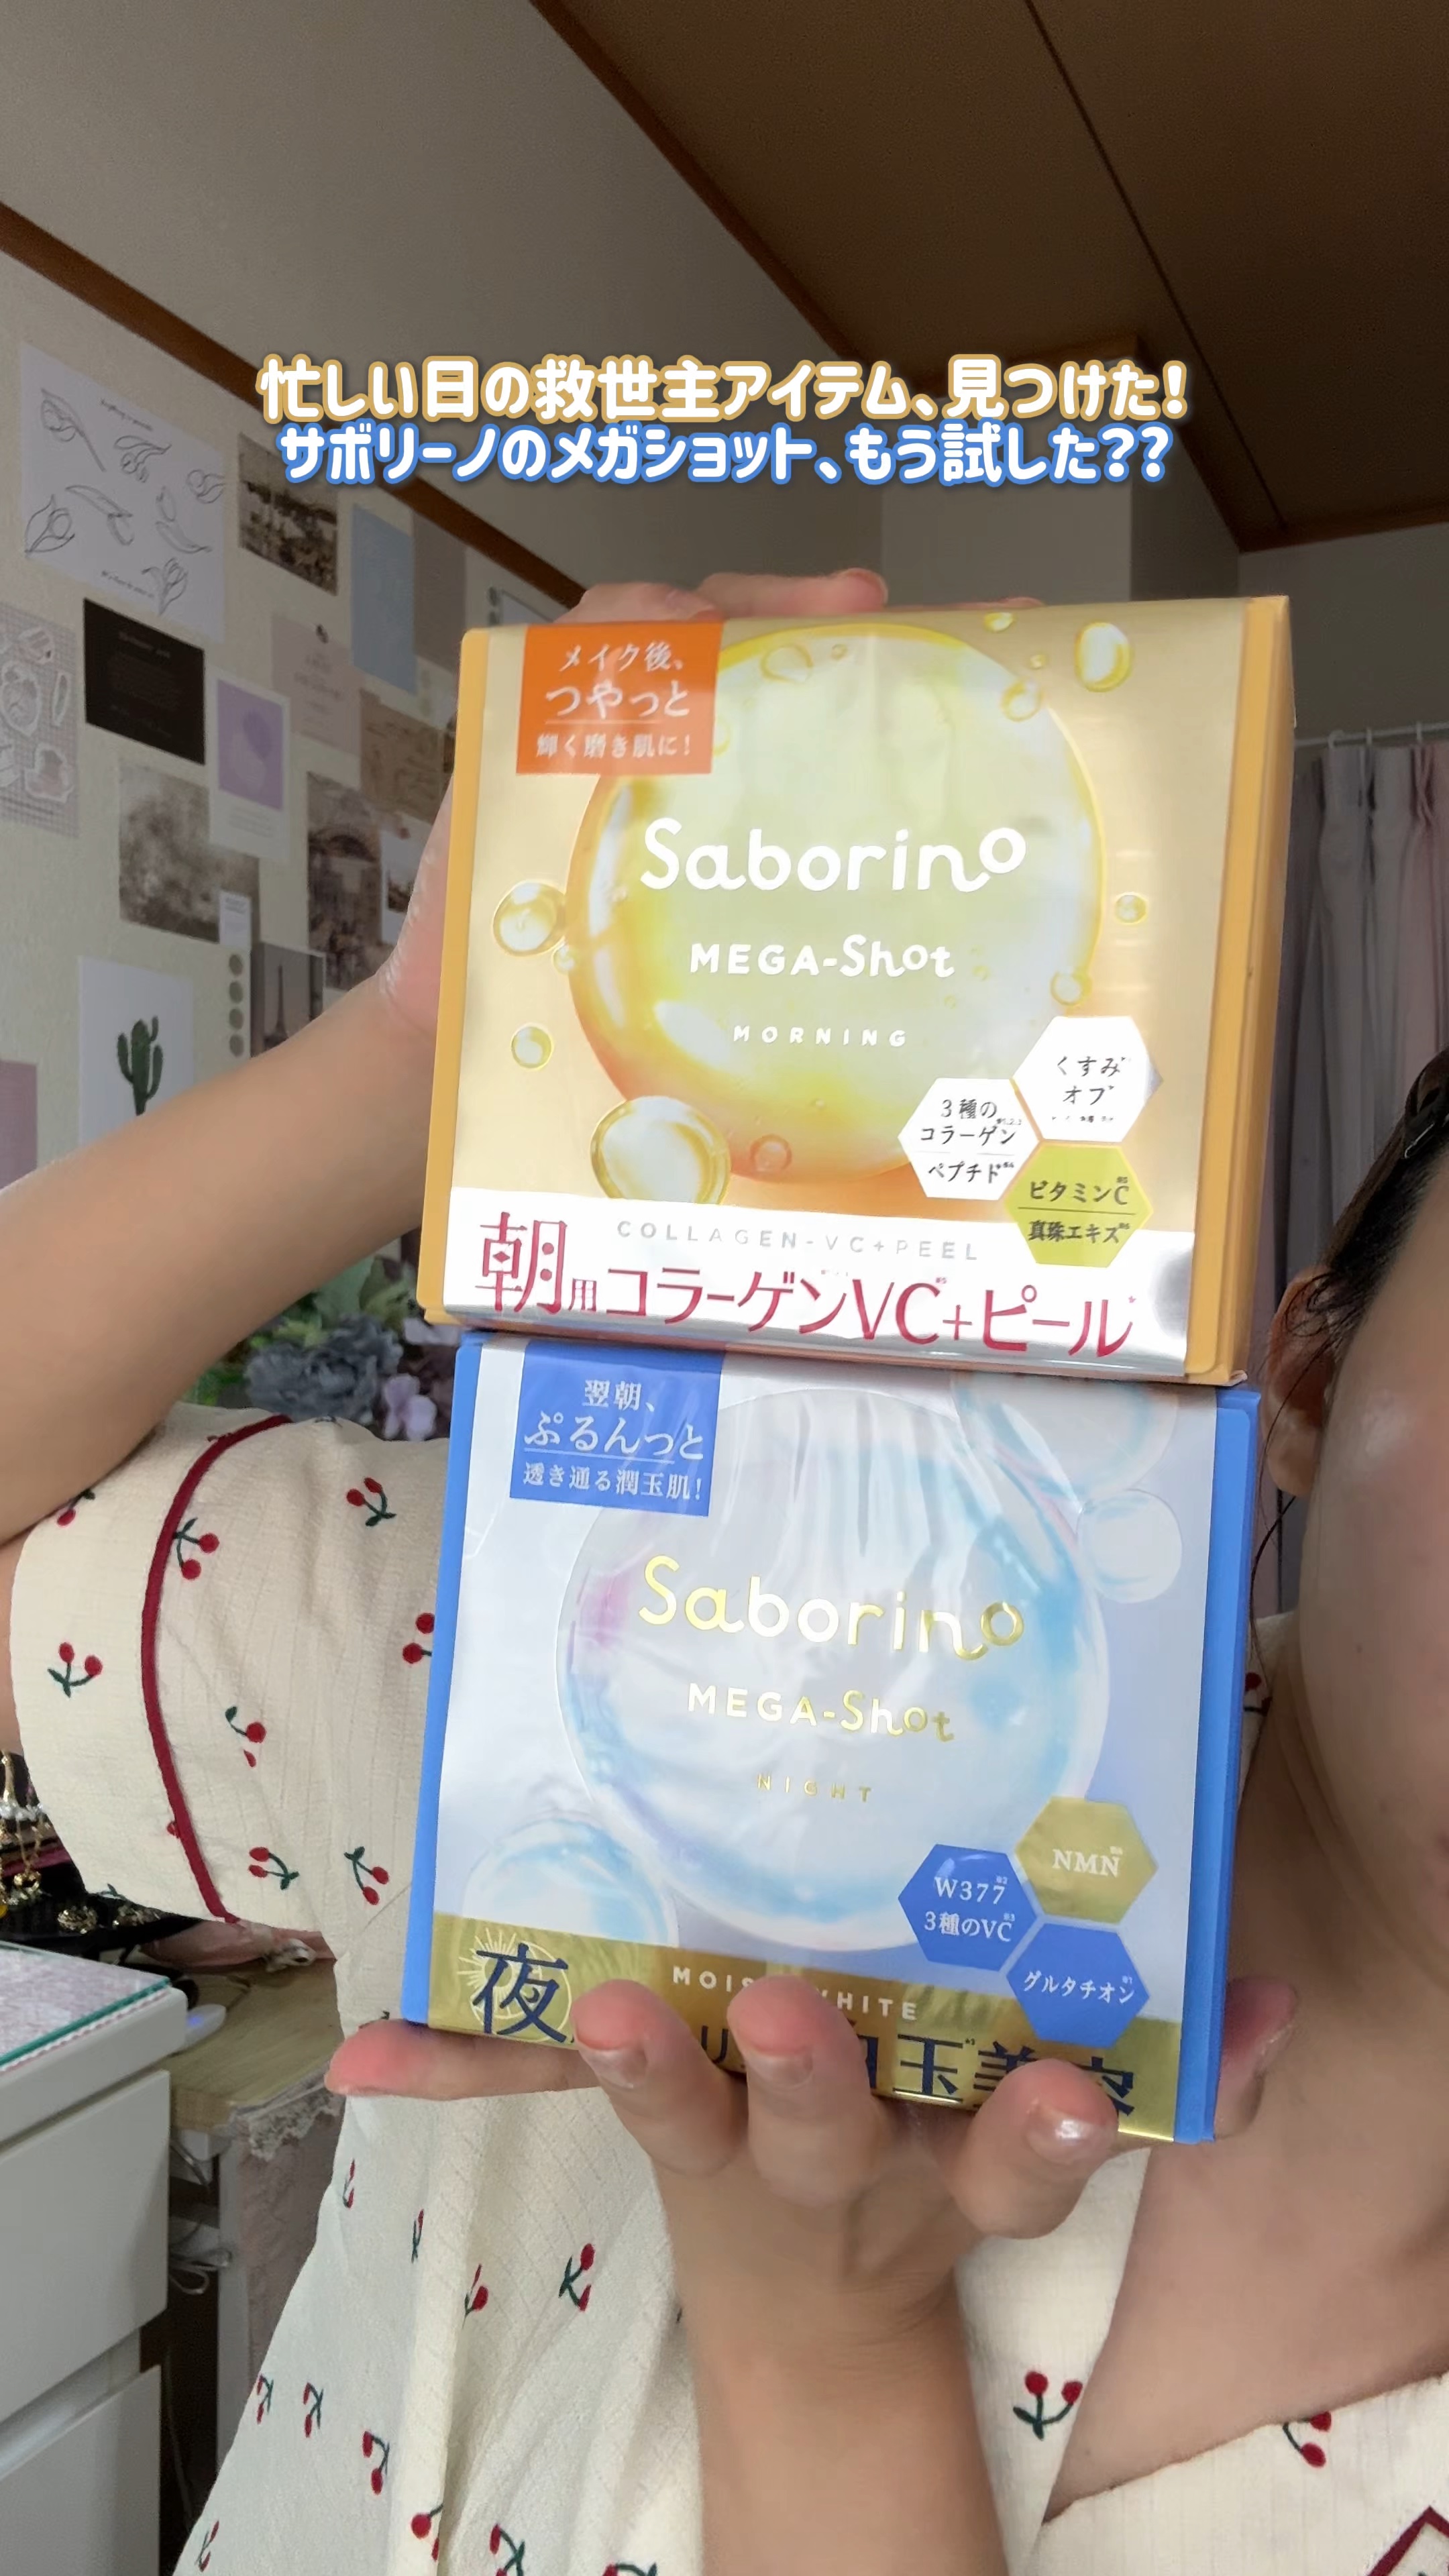 忙しい日の救世主アイテム、見つけた!
サボリーノのメガショット、もう試した??
メイク後、
つやっと
輝く磨き肌に!
Saborino
MEGA-Shot
MORNING
くすみ
オフ
3種の
コラーゲン
ペプチド
ビタミンC
真珠エキス
COLLAGEN-VC+PEEL
朝用コラーゲンVC+ピール
翌朝、
ぷるんっと
透き通る潤玉肌!
Saborino
MEGA-Shot
NIGHT
NMN
W377
3種のVC
グルタチオン
夜